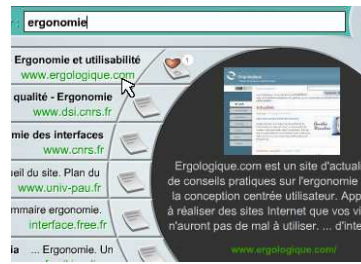 ergonomie
Ergonomie et utilisabilité
www.ergologique.com
1
qualité - Ergonomie
www.dsi.cnrs.fr
mie des interfaces
www.cnrs.fr
eil du site. Plan du
www.univ-pau.fr
mmaire ergonomie.
interface.free.fr
ia ... Ergonomie. Un
Ergologique.com est un site d'actual
de conseils pratiques sur l'ergonomie
la conception centrée utilisateur. App
à réaliser des sites Internet que vos vi
n'auront pas de mal à utiliser. ... d'inte
www.ergologique.com/